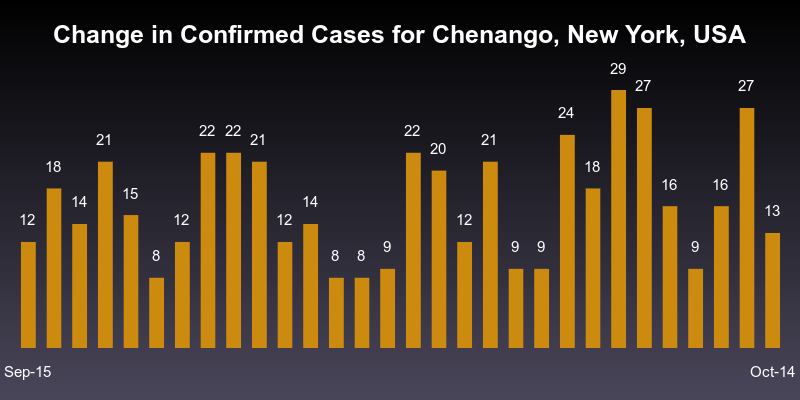 Change in Confirmed Cases for Chenango, New York, USA
12 18 14 21 15 8 12 22 22 21 12 14 8 8 9 22 20 12 21 9 9 24 18 29 27 16 9 16 27 13
Sep-15 Oct-14